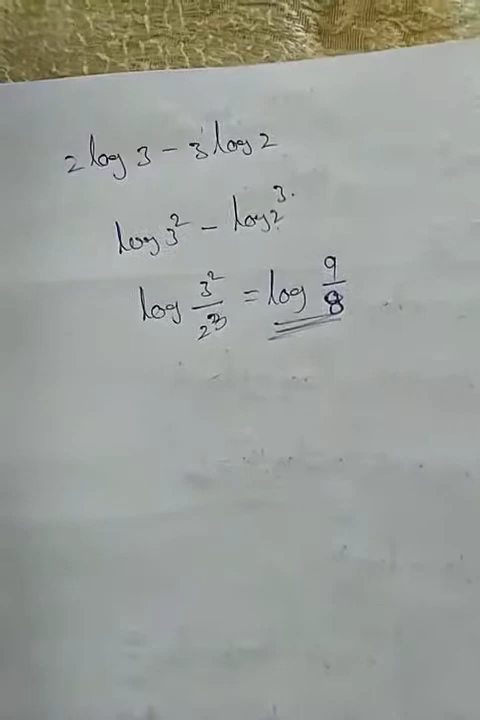 2 log 3 - 3 log 2
log 3² - log 2³.
log 3²/2³ = log 9/8